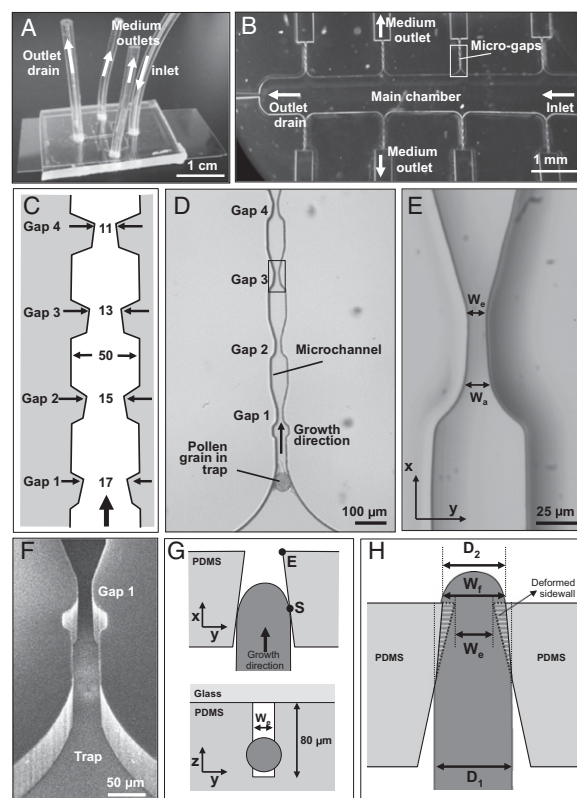 A
Outlet
drain
Medium
outlets
inlet
1 cm
B
Medium
outlet
Micro-gaps
Main chamber
Outlet
drain
Inlet
Medium
outlet
1 mm
C
Gap 4
11
Gap 3
13
50
Gap 2
15
Gap 1
17
D
Gap 4
Gap 3
Gap 2
Microchannel
Gap 1
Growth
direction
Pollen
grain in
trap
100 µm
E
We
Wa
x
y
25 µm
F
Gap 1
Trap
50 µm
G
PDMS
E
x
y
S
Growth
direction
Glass
PDMS
We
80 µm
z
y
H
D2
Wf
Deformed
sidewall
PDMS
PDMS
We
D1